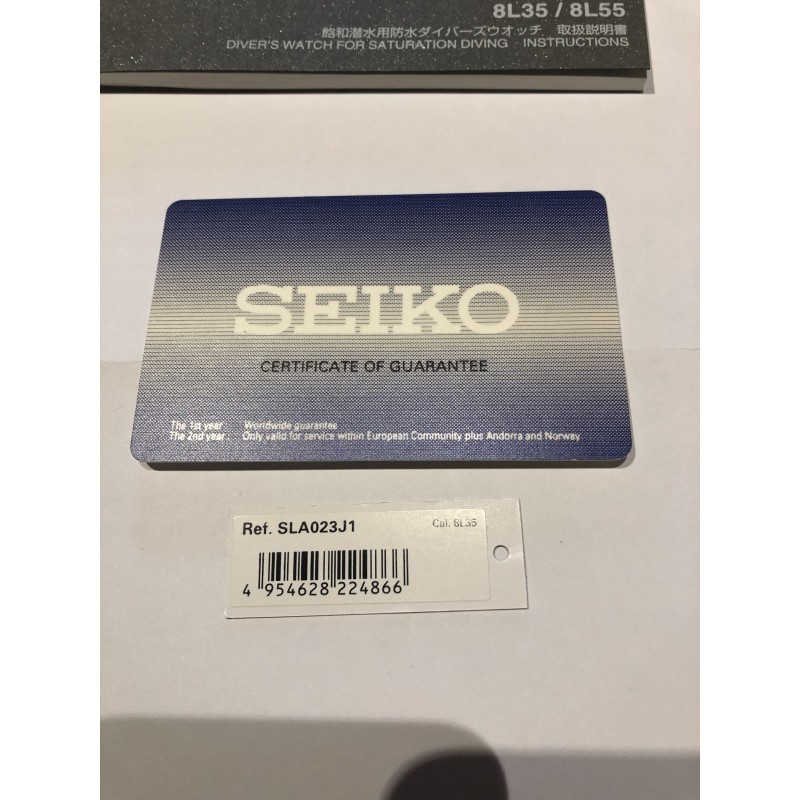 8L35 / 8L55
飽和潜水用防水ダイバーズウオッチ 取扱説明書
DIVER'S WATCH FOR SATURATION DIVING INSTRUCTIONS
SEIKO
CERTIFICATE OF GUARANTEE
The 1st year Worldwide guarantee
The 2nd year : Only valid for service within European Community plus Andorra and Norway
Ref. SLA023J1 Cal. 8L35
4 954628 224866